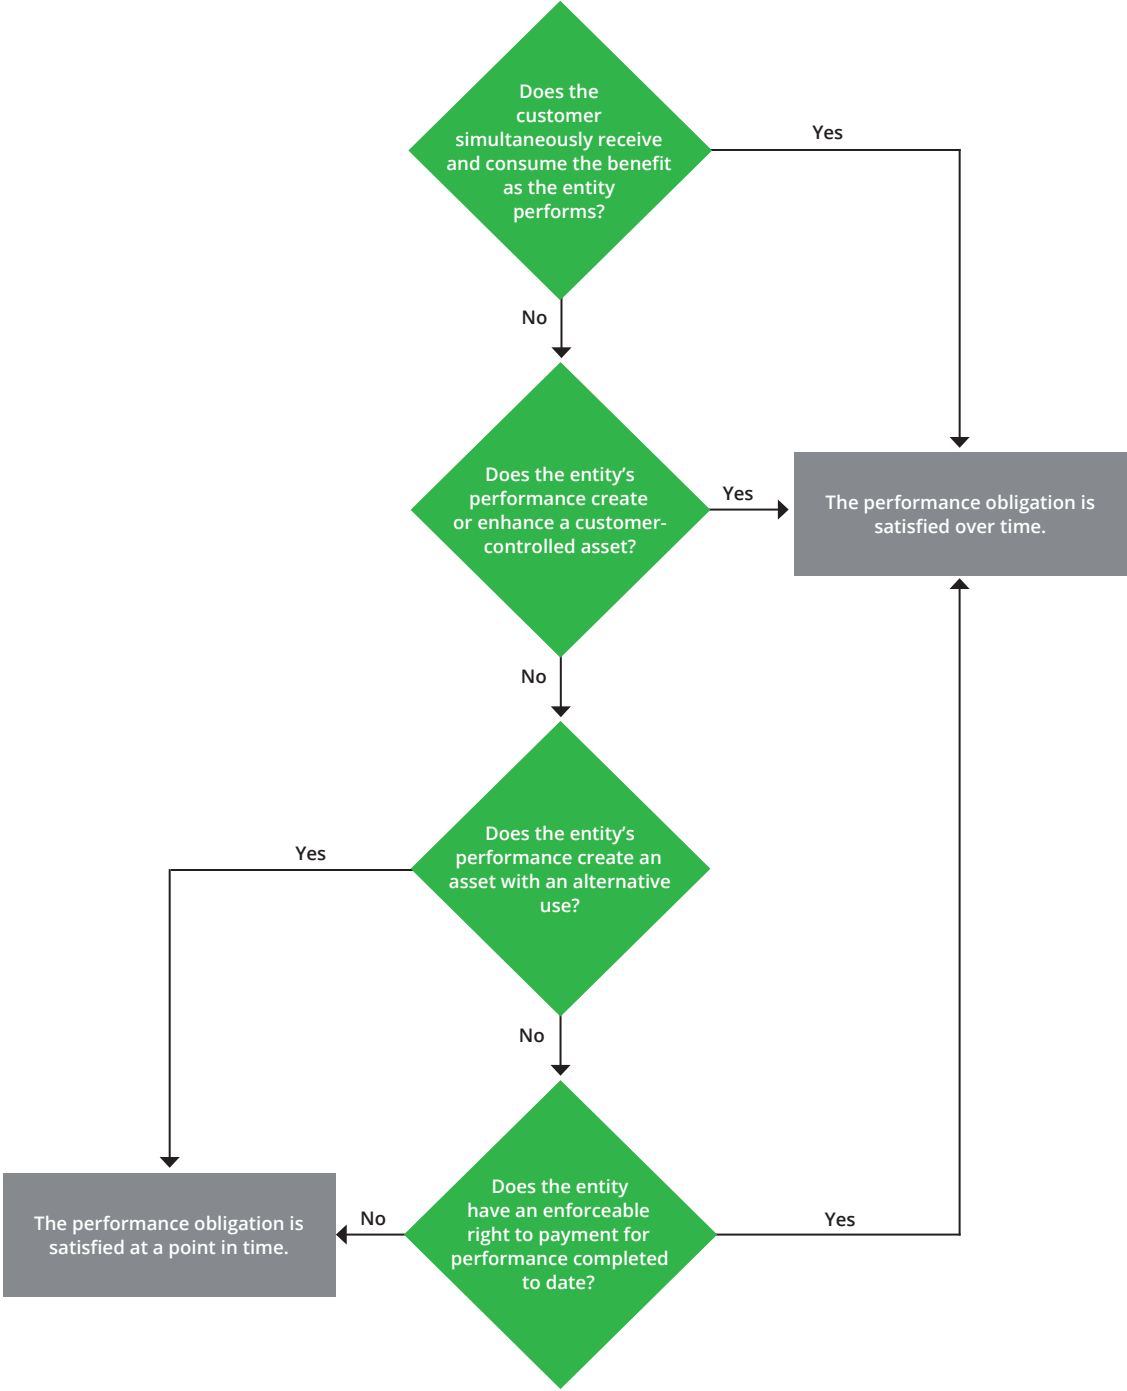 Does the
customer
simultaneously receive
and consume the benefit
as the entity
performs?
Yes
No
Does the entity’s
performance create
or enhance a customer-
controlled asset?
Yes
The performance obligation is
satisfied over time.
No
Does the entity’s
performance create an
asset with an alternative
use?
Yes
No
Does the entity
have an enforceable
right to payment for
performance completed
to date?
No
Yes
The performance obligation is
satisfied at a point in time.